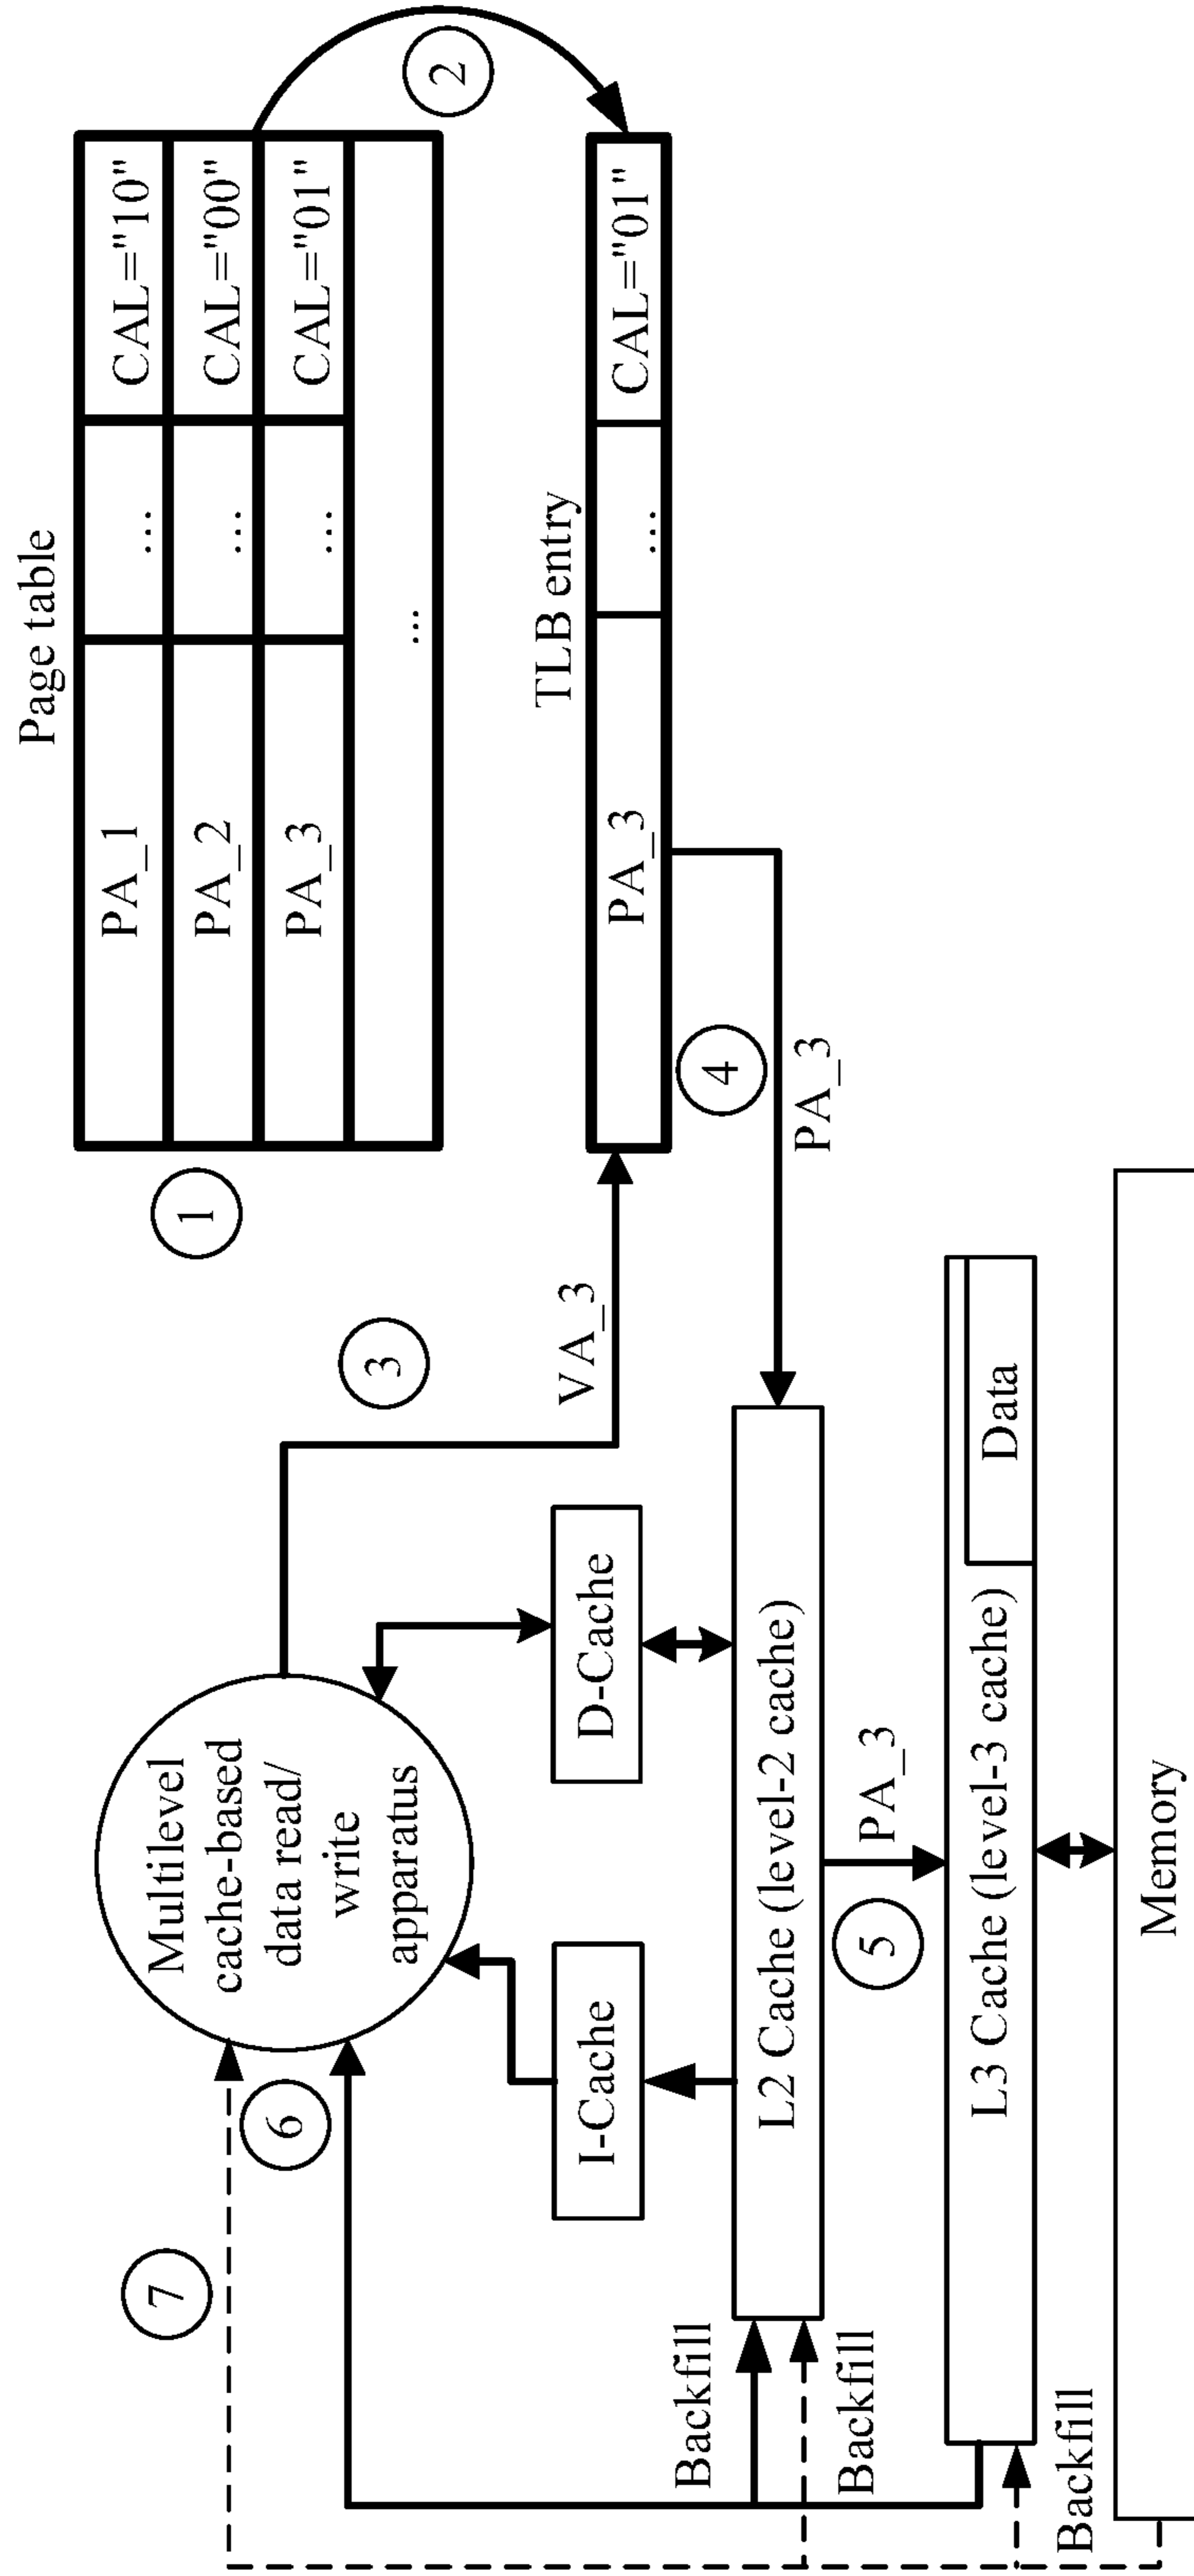 Page table
PA_1 ... CAL="10"
PA_2 ... CAL="00"
PA_3 ... CAL="01"
...
1
2
TLB entry
PA_3 ... CAL="01"
3
VA_3
4
PA_3
Multilevel
cache-based
data read/
write
apparatus
7
6
I-Cache
D-Cache
Backfill
L2 Cache (level-2 cache)
Backfill
5
PA_3
L3 Cache (level-3 cache)
Data
Backfill
Memory